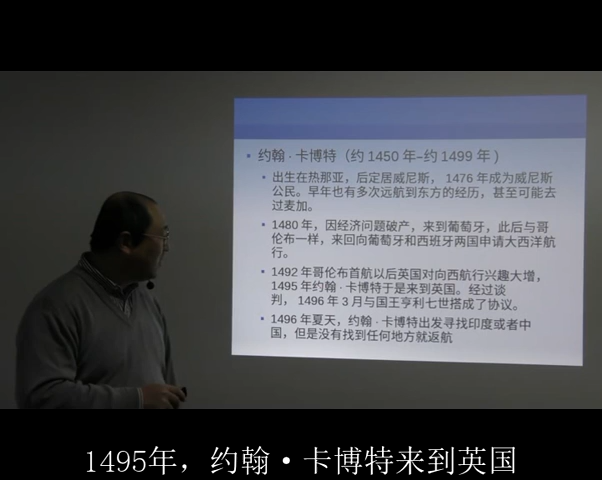 约翰·卡博特（约 1450 年–约 1499 年）
出生在热那亚，后定居威尼斯， 1476 年成为威尼斯
公民。早年也有多次远航到东方的经历，甚至可能去
过麦加。
1480 年，因经济问题破产，来到葡萄牙，此后与哥
伦布一样，来回向葡萄牙和西班牙两国申请大西洋航
行。
1492 年哥伦布首航以后英国对向西航行兴趣大增，
1495 年约翰·卡博特于是来到英国。经过谈
判， 1496 年 3 月与国王亨利七世搭成了协议。
1496 年夏天，约翰·卡博特出发寻找印度或者中
国，但是没有找到任何地方就返航
1495年，约翰·卡博特来到英国